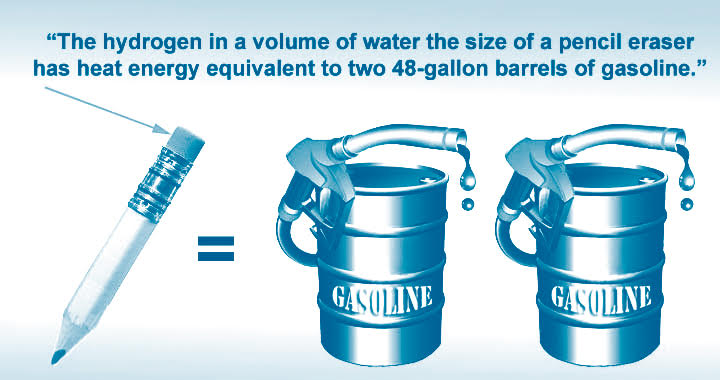 “The hydrogen in a volume of water the size of a pencil eraser
has heat energy equivalent to two 48-gallon barrels of gasoline.”
GASOLINE GASOLINE